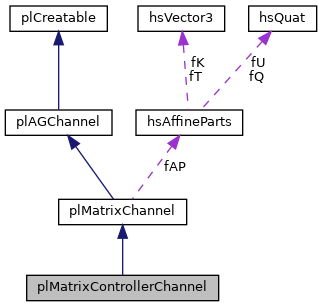 plCreatable
hsVector3
hsQuat
fK
fT
fU
fQ
plAGChannel
hsAffineParts
fAP
plMatrixChannel
plMatrixControllerChannel